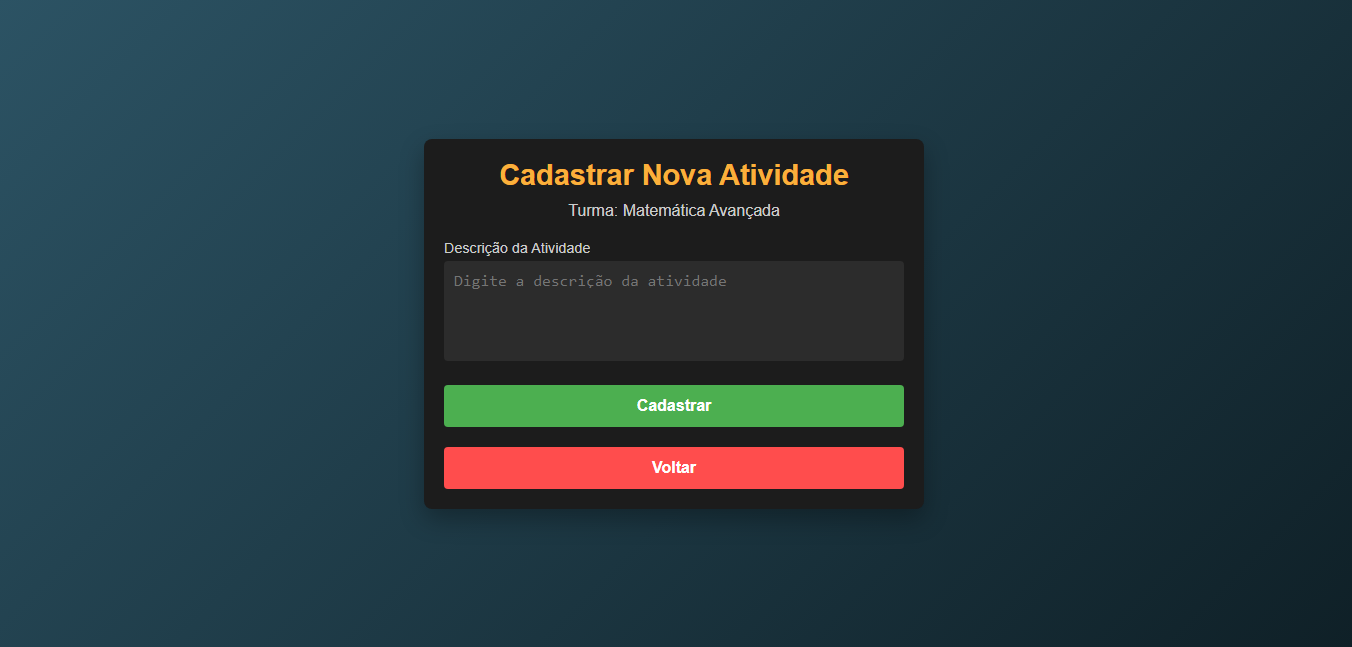 Cadastrar Nova Atividade
Turma: Matemática Avançada
Descrição da Atividade
Digite a descrição da atividade
Cadastrar
Voltar